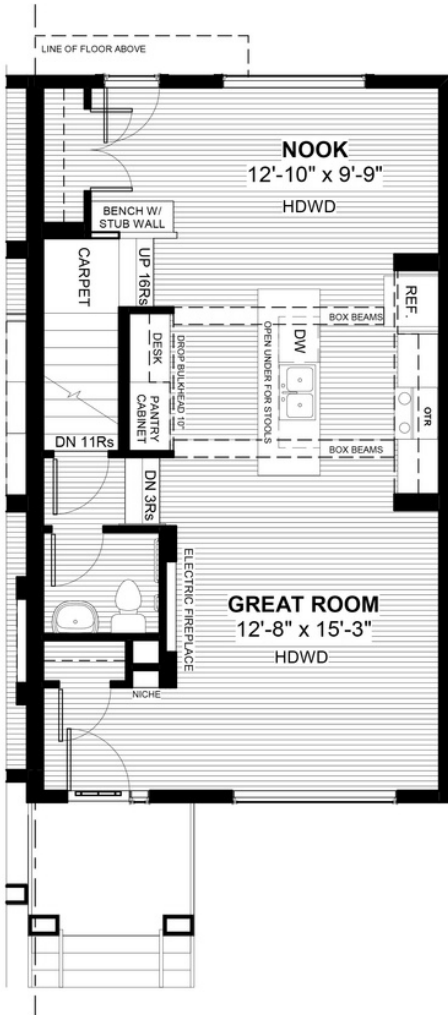 LINE OF FLOOR ABOVE
NOOK
12'-10" x 9'-9"
HDWD
BENCH W/
STUB WALL
CARPET
UP 16Rs
REF.
BOX BEAMS
DW
OPEN UNDER FOR STOOLS
DESK
DROP BULKHEAD 10"
PANTRY
CABINET
OTR
BOX BEAMS
DN 11Rs
DN 3Rs
ELECTRIC FIREPLACE
GREAT ROOM
12'-8" x 15'-3"
HDWD
NICHE